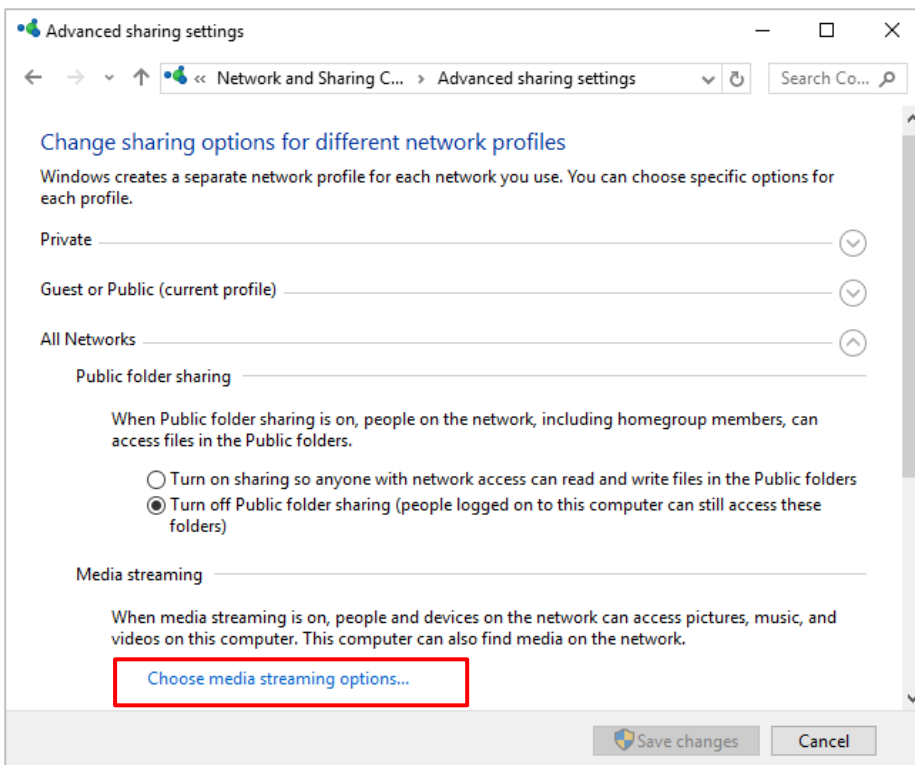 Advanced sharing settings
« Network and Sharing C... › Advanced sharing settings Search Co...
Change sharing options for different network profiles
Windows creates a separate network profile for each network you use. You can choose specific options for
each profile.
Private
Guest or Public (current profile)
All Networks
Public folder sharing
When Public folder sharing is on, people on the network, including homegroup members, can
access files in the Public folders.
Turn on sharing so anyone with network access can read and write files in the Public folders
Turn off Public folder sharing (people logged on to this computer can still access these
folders)
Media streaming
When media streaming is on, people and devices on the network can access pictures, music, and
videos on this computer. This computer can also find media on the network.
Choose media streaming options...
Save changes Cancel